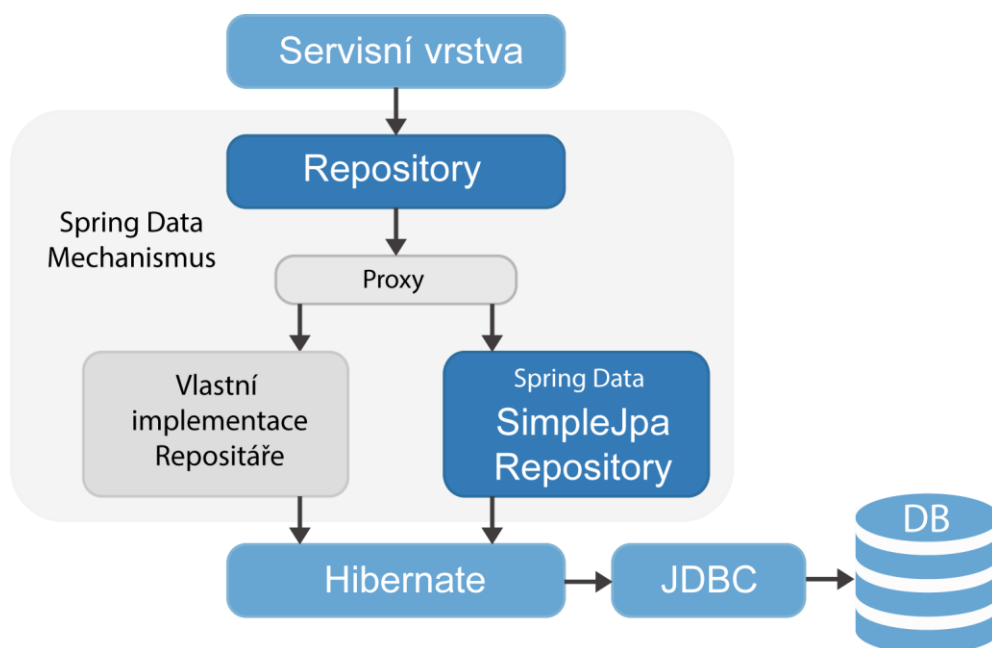 Servisní vrstva
Repository
Spring Data
Mechanismus
Proxy
Vlastní
implementace
Repositáře
Spring Data
SimpleJpa
Repository
Hibernate
JDBC
DB